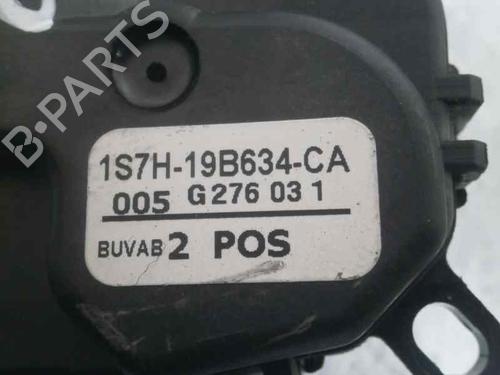 1S7H-19B634-CA
005 G276 03 1
BUVAB 2 POS
B-PARTS